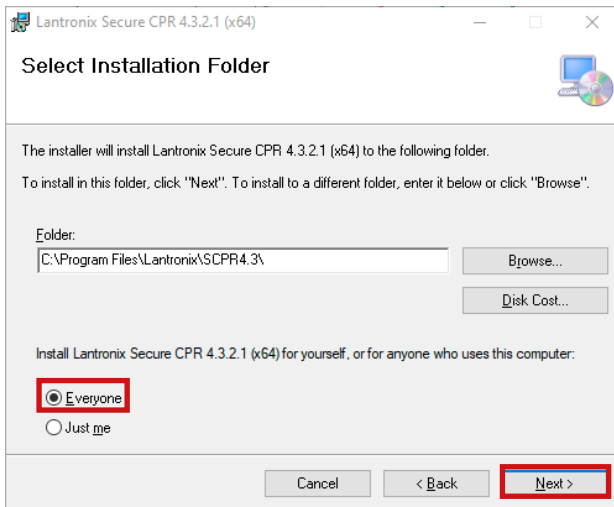 Lantronix Secure CPR 4.3.2.1 (x64)
Select Installation Folder
The installer will install Lantronix Secure CPR 4.3.2.1 (x64) to the following folder.
To install in this folder, click "Next". To install to a different folder, enter it below or click "Browse".
Folder:
C:\Program Files\Lantronix\SCPR4.3\
Browse...
Disk Cost...
Install Lantronix Secure CPR 4.3.2.1 (x64) for yourself, or for anyone who uses this computer:
Everyone
Just me
Cancel
< Back
Next >